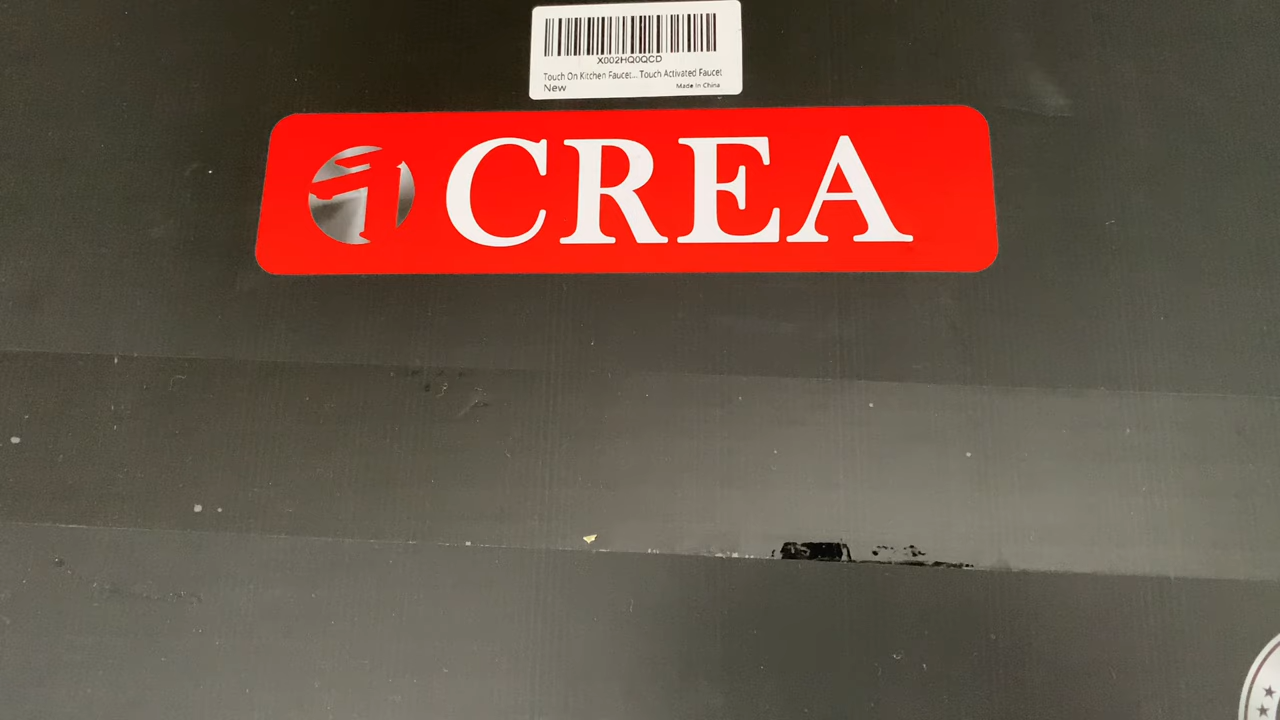 X002HQ0QCD
Touch On Kitchen Faucet... Touch Activated Faucet
New
Made In China
CREA